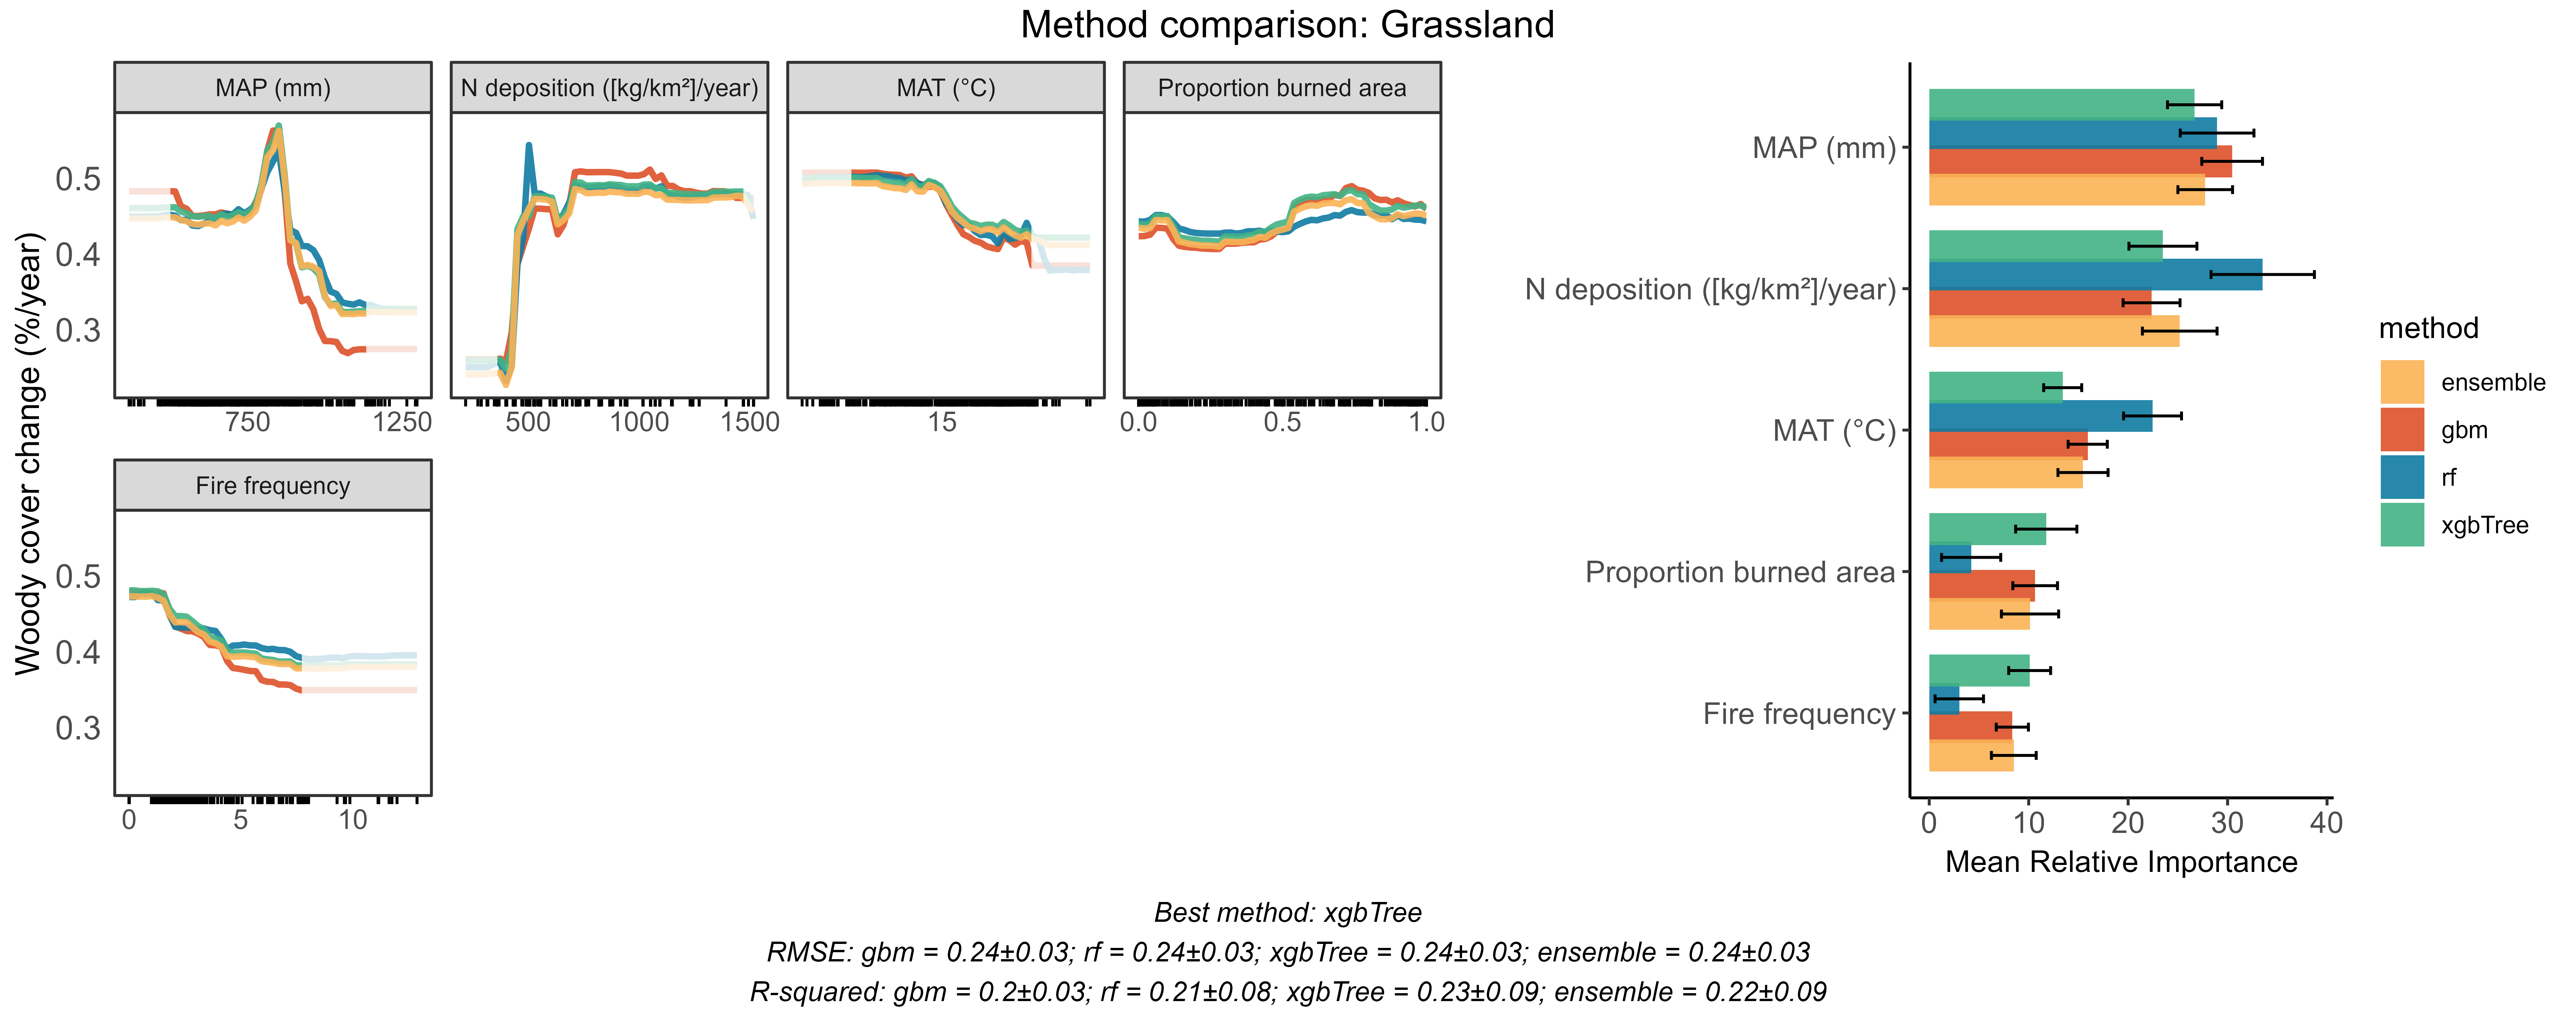 Method comparison: Grassland
MAP (mm)
N deposition ([kg/km²]/year)
MAT (°C)
Proportion burned area
Woody cover change (%/year)
0.5
0.4
0.3
750
1250
500
1000
1500
15
0.0
0.5
1.0
Fire frequency
0.5
0.4
0.3
0
5
10
MAP (mm)
N deposition ([kg/km²]/year)
MAT (°C)
Proportion burned area
Fire frequency
0
10
20
30
40
Mean Relative Importance
method
ensemble
gbm
rf
xgbTree
Best method: xgbTree
RMSE: gbm = 0.24±0.03; rf = 0.24±0.03; xgbTree = 0.24±0.03; ensemble = 0.24±0.03
R-squared: gbm = 0.2±0.03; rf = 0.21±0.08; xgbTree = 0.23±0.09; ensemble = 0.22±0.09